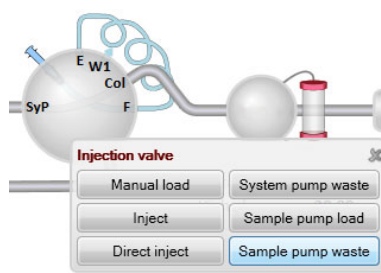 E W1
Col
SyP F
Injection valve
Manual load System pump waste
Inject Sample pump load
Direct inject Sample pump waste